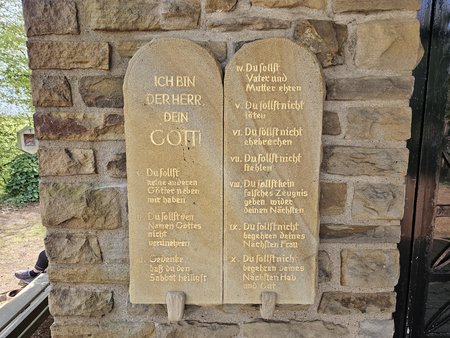 ICH BIN
DER HERR,
DEIN
GOTT!
I. Du sollst
keine anderen
Götter neben
mir haben
II. Du sollst den
Namen Gottes
nicht
verunehren
III. Gedenke,
daß du den
Sabbat heiligst
IV. Du sollst
Vater und
Mutter ehren
V. Du sollst nicht
töten
VI. Du sollst nicht
ehebrechen
VII. Du sollst nicht
stehlen
VIII. Du sollst kein
falsches Zeugnis
geben wider
deinen Nächsten
IX. Du sollst nicht
begehren deines
Nächsten Frau
X. Du sollst nicht
begehren deines
Nächsten Hab
und Gut